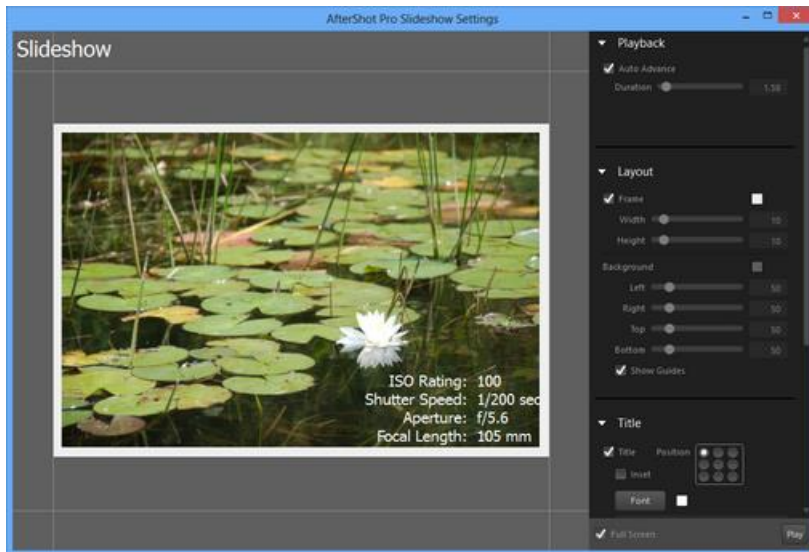 AfterShot Pro Slideshow Settings
Slideshow
Playback
Auto Advance
Duration 1.50
Layout
Frame
Width 10
Height 10
Background
Left 50
Right 50
Top 50
Bottom 50
Show Guides
ISO Rating: 100
Shutter Speed: 1/200 sec
Aperture: f/5.6
Focal Length: 105 mm
Title
Title Position
Inset
Font
Full Screen Play